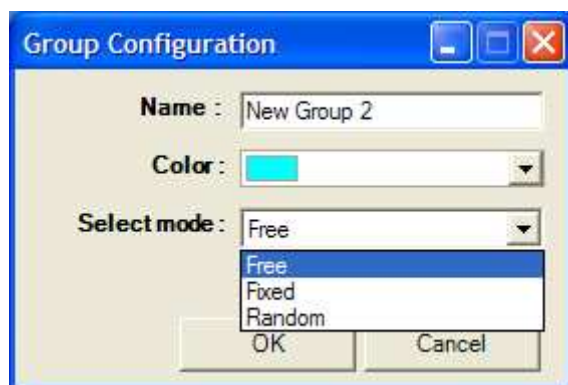 Group Configuration
Name :
New Group 2
Color :
Select mode :
Free
Free
Fixed
Random
OK
Cancel